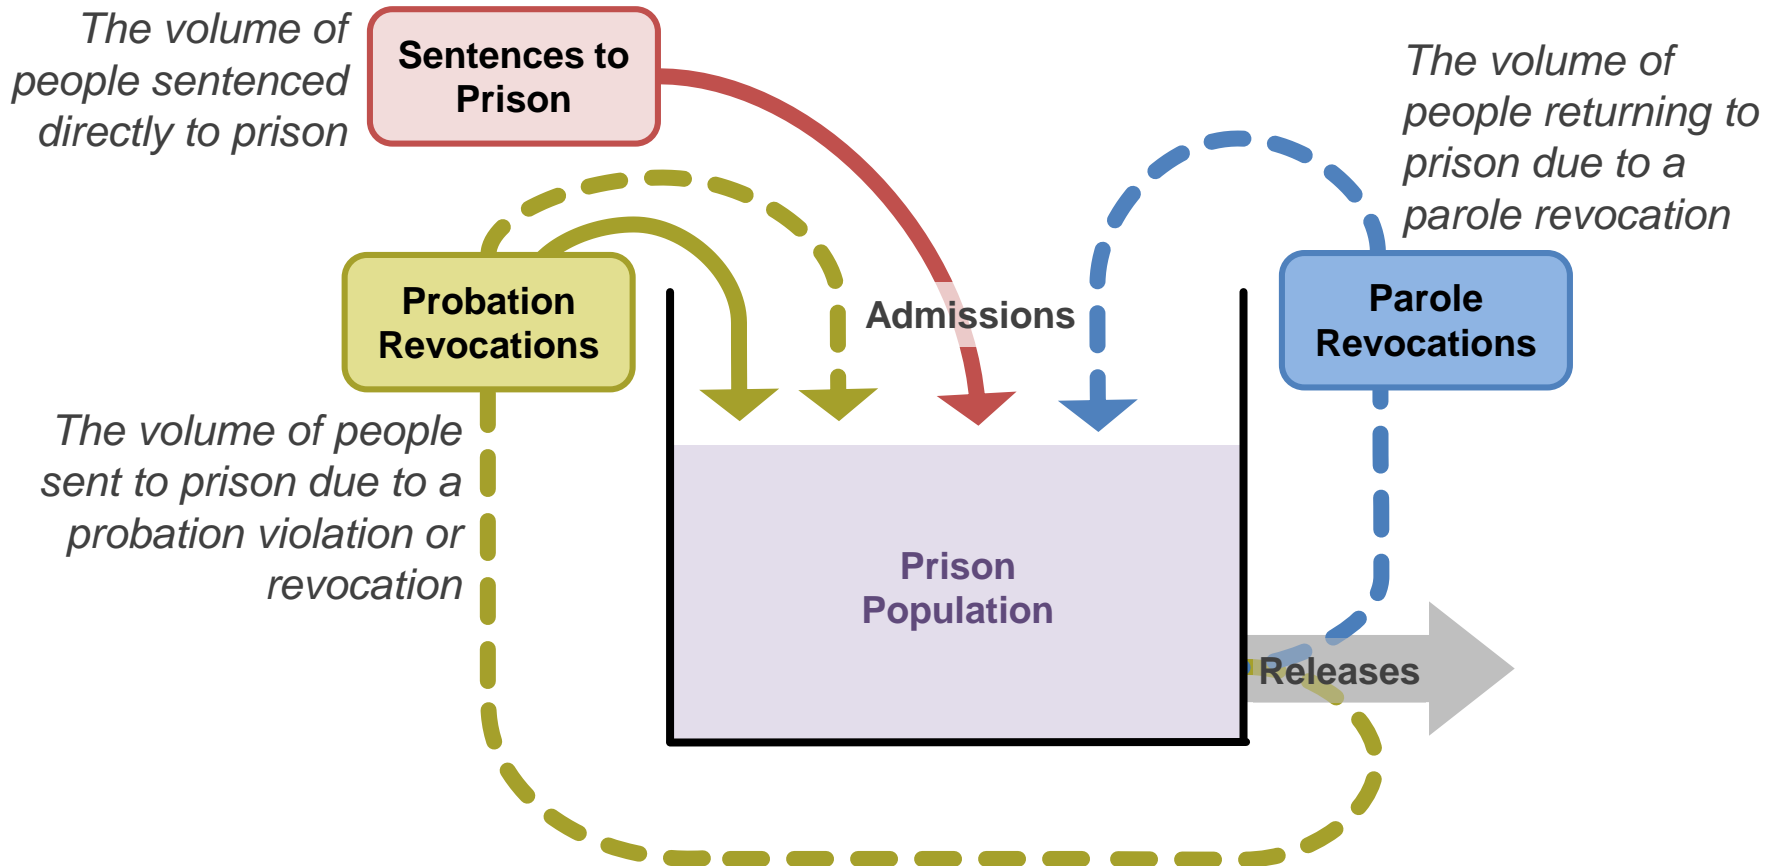 The volume of
people sentenced
directly to prison
Sentences to
Prison
The volume of
people returning to
prison due to a
parole revocation
Probation
Revocations
Admissions
Parole
Revocations
The volume of people
sent to prison due to a
probation violation or
revocation
Prison
Population
Releases